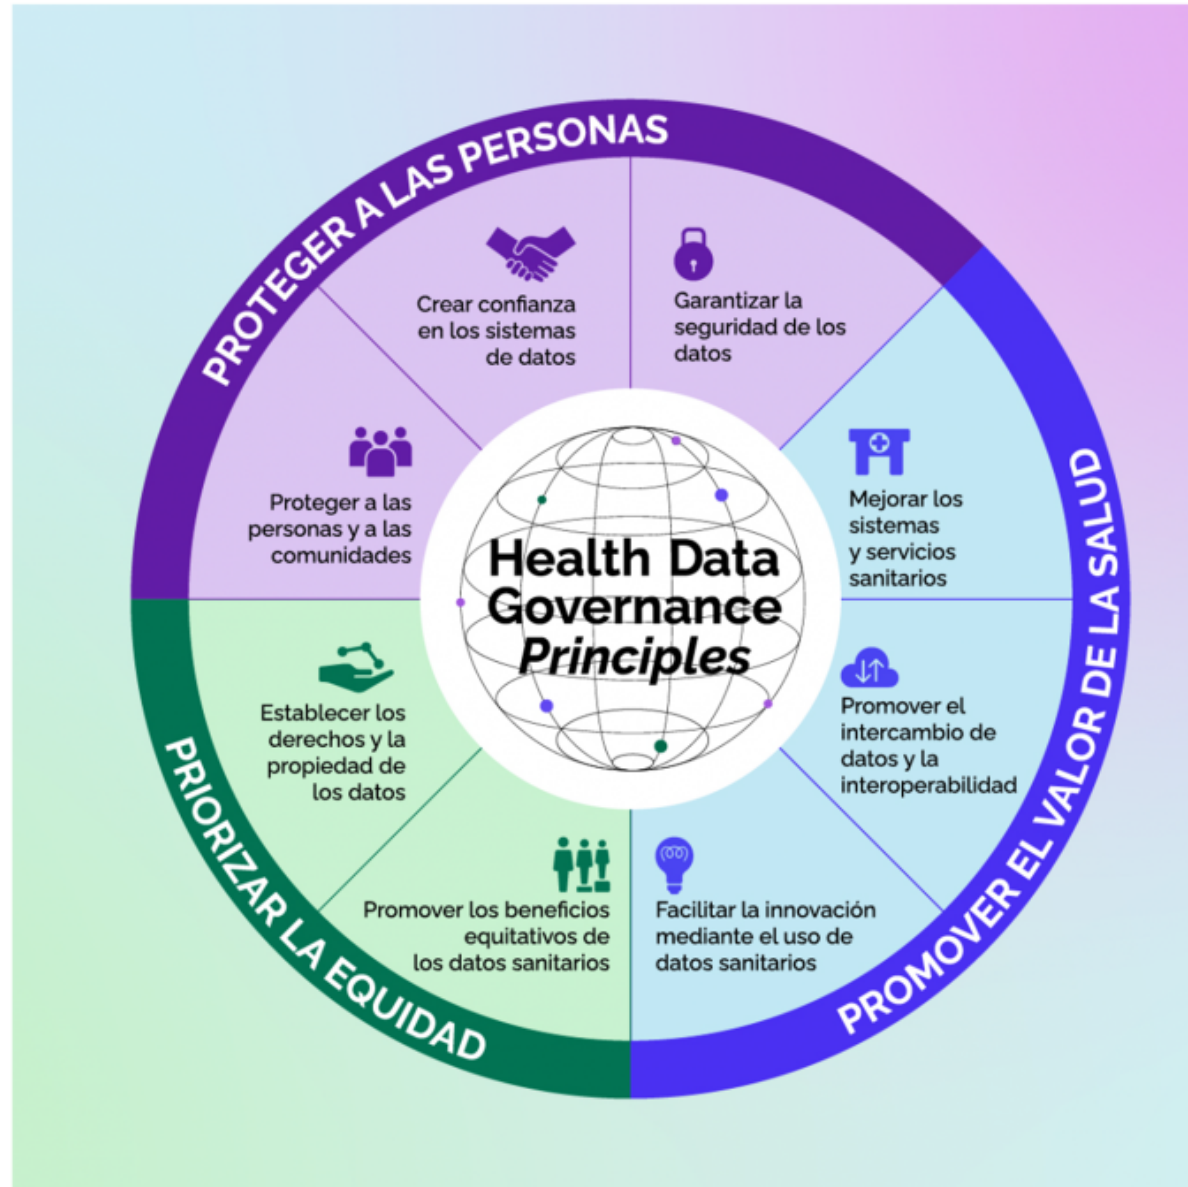 PROTEGER A LAS PERSONAS
Crear confianza
en los sistemas
de datos
Garantizar la
seguridad de los
datos
Proteger a las
personas y a las
comunidades
Mejorar los
sistemas
y servicios
sanitarios
PROMOVER EL VALOR DE LA SALUD
Health Data
Governance
Principles
Establecer los
derechos y la
propiedad de
los datos
Promover el
intercambio de
datos y la
interoperabilidad
PRIORIZAR LA EQUIDAD
Promover los beneficios
equitativos de
los datos sanitarios
Facilitar la innovación
mediante el uso de
datos sanitarios